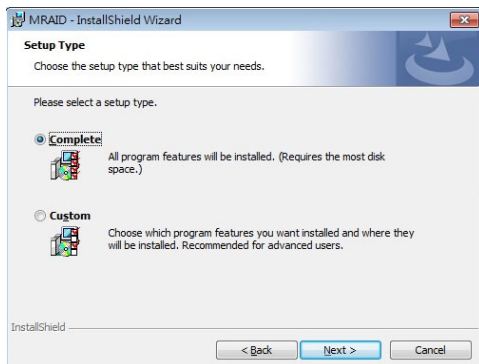 MRAID - InstallShield Wizard
Setup Type
Choose the setup type that best suits your needs.
Please select a setup type.
Complete
All program features will be installed. (Requires the most disk
space.)
Custom
Choose which program features you want installed and where they
will be installed. Recommended for advanced users.
InstallShield
< Back Next > Cancel